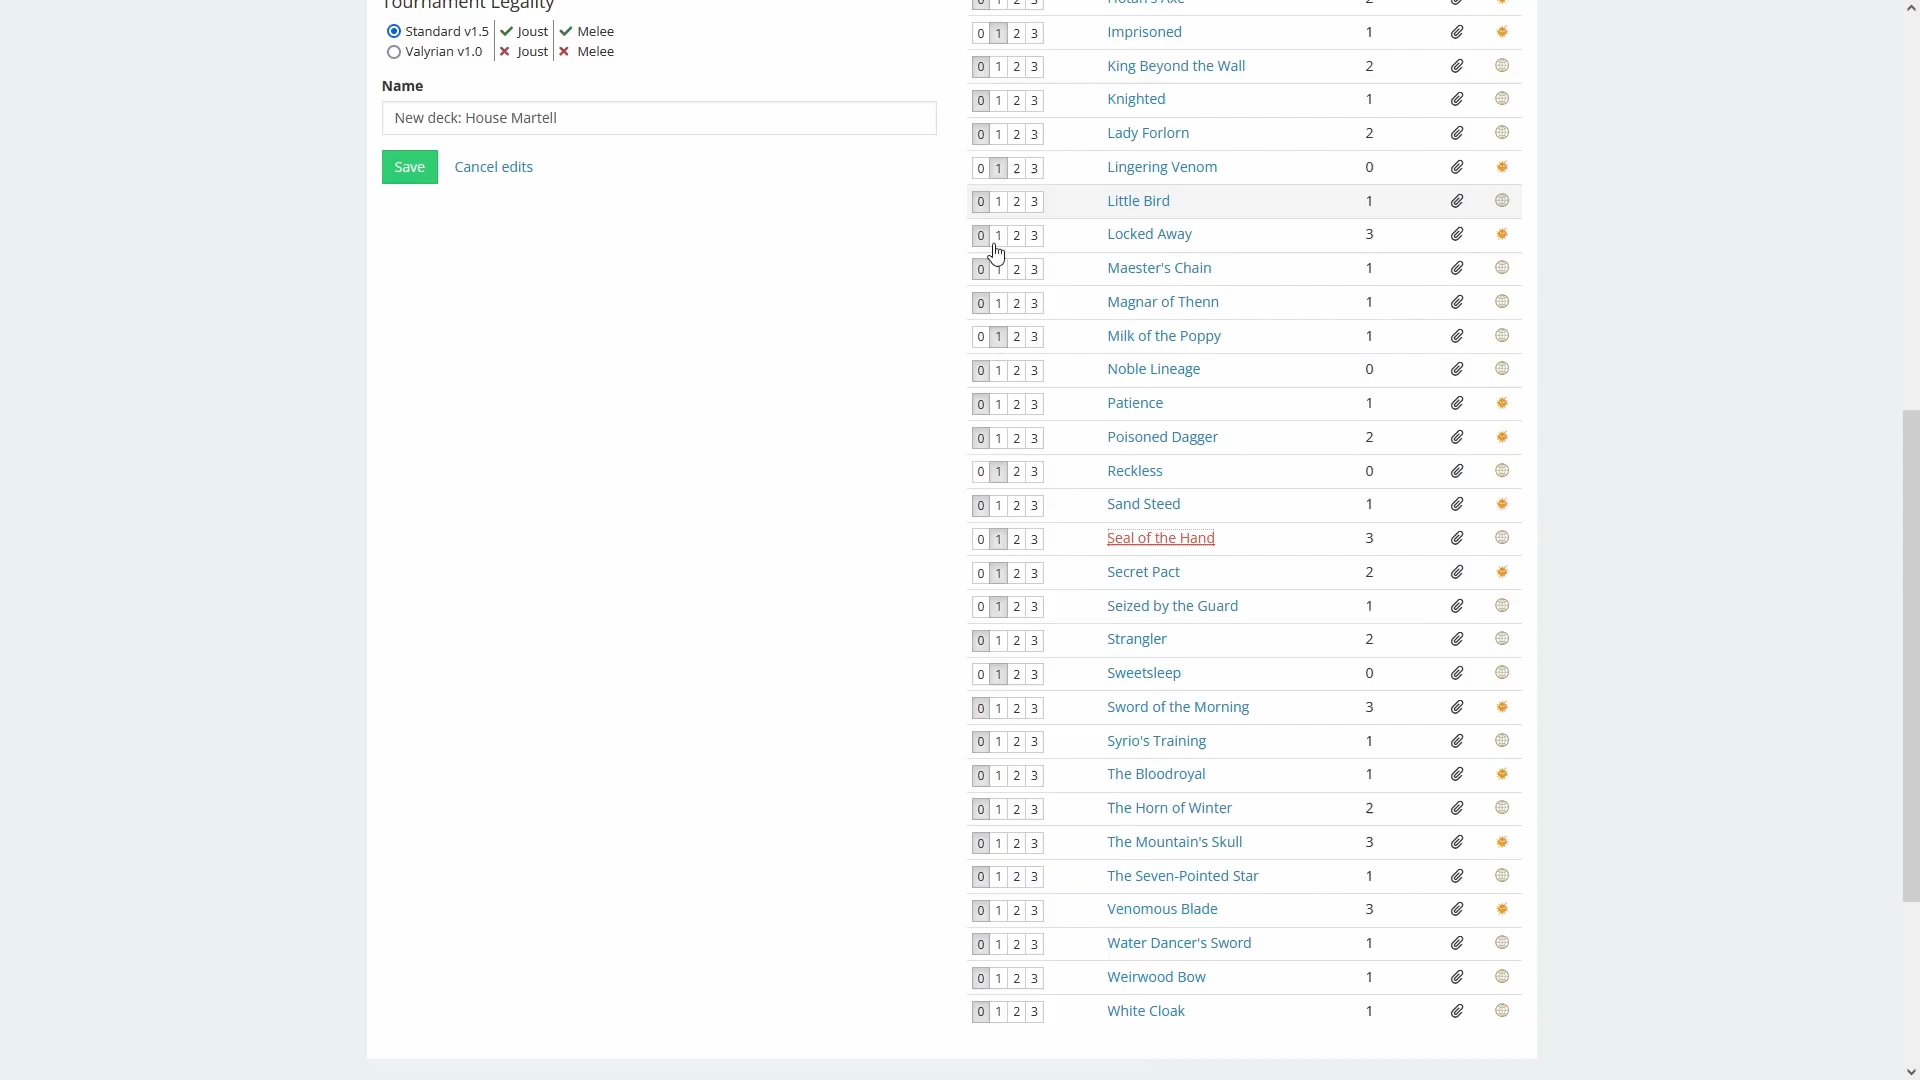 Tournament Legality
Standard v1.5 Joust Melee
Valyrian v1.0 Joust Melee
Name
New deck: House Martell
Save Cancel edits
0 1 2 3 Hotah's Axe 2
0 1 2 3 Imprisoned 1
0 1 2 3 King Beyond the Wall 2
0 1 2 3 Knighted 1
0 1 2 3 Lady Forlorn 2
0 1 2 3 Lingering Venom 0
0 1 2 3 Little Bird 1
0 1 2 3 Locked Away 3
0 1 2 3 Maester's Chain 1
0 1 2 3 Magnar of Thenn 1
0 1 2 3 Milk of the Poppy 1
0 1 2 3 Noble Lineage 0
0 1 2 3 Patience 1
0 1 2 3 Poisoned Dagger 2
0 1 2 3 Reckless 0
0 1 2 3 Sand Steed 1
0 1 2 3 Seal of the Hand 3
0 1 2 3 Secret Pact 2
0 1 2 3 Seized by the Guard 1
0 1 2 3 Strangler 2
0 1 2 3 Sweetsleep 0
0 1 2 3 Sword of the Morning 3
0 1 2 3 Syrio's Training 1
0 1 2 3 The Bloodroyal 1
0 1 2 3 The Horn of Winter 2
0 1 2 3 The Mountain's Skull 3
0 1 2 3 The Seven-Pointed Star 1
0 1 2 3 Venomous Blade 3
0 1 2 3 Water Dancer's Sword 1
0 1 2 3 Weirwood Bow 1
0 1 2 3 White Cloak 1